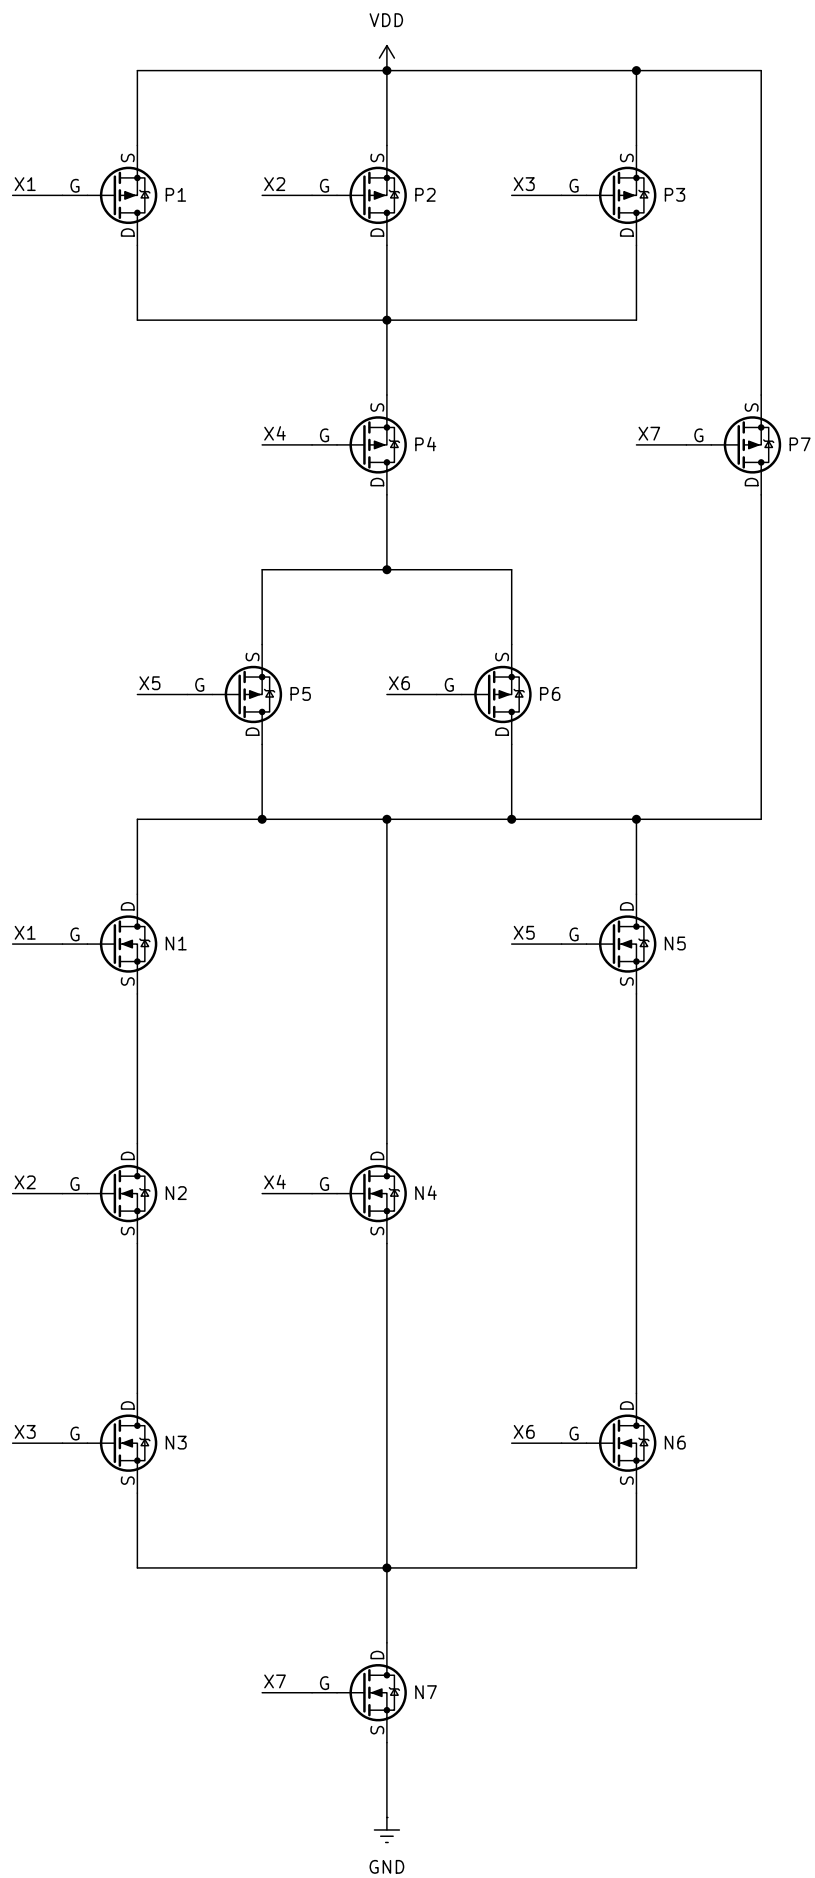 VDD
S S S
X1 G P1 X2 G P2 X3 G P3
D D D
S S
X4 G P4 X7 G P7
D D
S S
X5 G P5 X6 G P6
D D
D D
X1 G N1 X5 G N5
S S
D D
X2 G N2 X4 G N4
S S
D D
X3 G N3 X6 G N6
S S
D
X7 G N7
S
GND